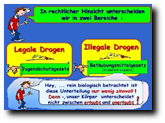 In rechtlicher Hinsicht unterscheiden
wir in zwei Bereiche :
Legale Drogen
Illegale Drogen
Jugendschutzgesetz
Betäubungsmittelgesetz
Hey, ... rein biologisch betrachtet ist
diese Unterteilung nur wenig sinnvoll !
Denn , unser Körper unterscheidet
nicht zwischen erlaubt und unerlaubt !